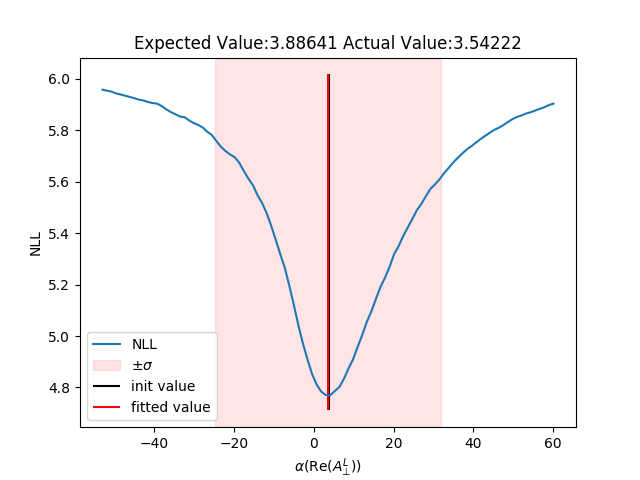 Expected Value:3.88641 Actual Value:3.54222
NLL
6.0
5.8
5.6
5.4
5.2
5.0
4.8
NLL
±σ
init value
fitted value
−40
−20
0
20
40
60
α(Re(A⊥ᴸ))